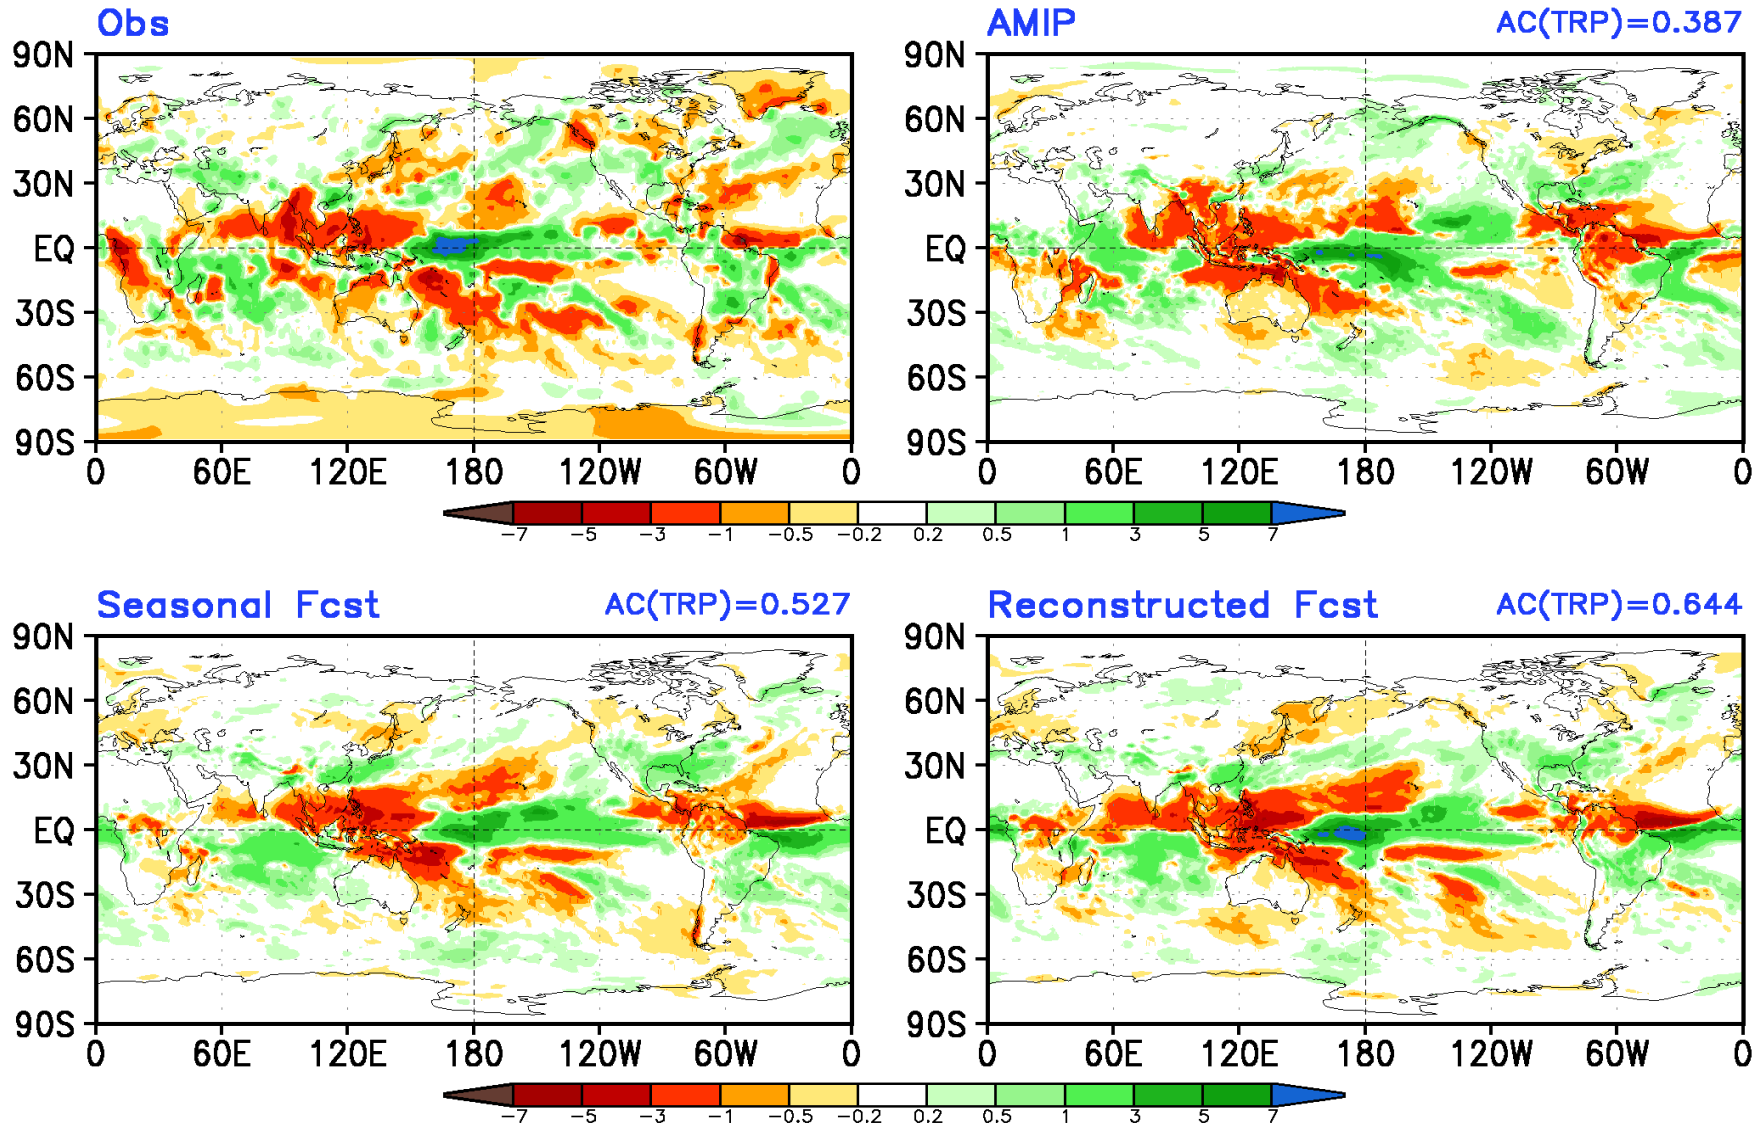 Obs
AMIP AC(TRP)=0.387
90N
60N
30N
EQ
30S
60S
90S
0 60E 120E 180 120W 60W 0
90N
60N
30N
EQ
30S
60S
90S
0 60E 120E 180 120W 60W 0
-7 -5 -3 -1 -0.5 -0.2 0.2 0.5 1 3 5 7
Seasonal Fcst AC(TRP)=0.527
Reconstructed Fcst AC(TRP)=0.644
90N
60N
30N
EQ
30S
60S
90S
0 60E 120E 180 120W 60W 0
90N
60N
30N
EQ
30S
60S
90S
0 60E 120E 180 120W 60W 0
-7 -5 -3 -1 -0.5 -0.2 0.2 0.5 1 3 5 7